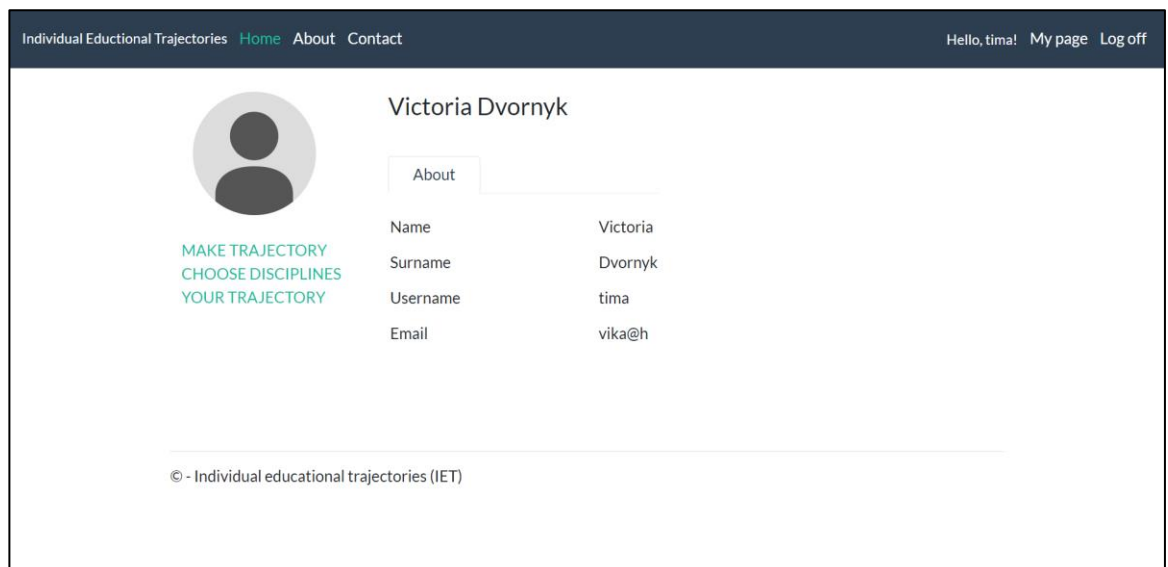 Individual Eductional Trajectories Home About Contact Hello, tima! My page Log off
Victoria Dvornyk
About
Name Victoria
Surname Dvornyk
Username tima
Email vika@h
MAKE TRAJECTORY
CHOOSE DISCIPLINES
YOUR TRAJECTORY
© - Individual educational trajectories (IET)